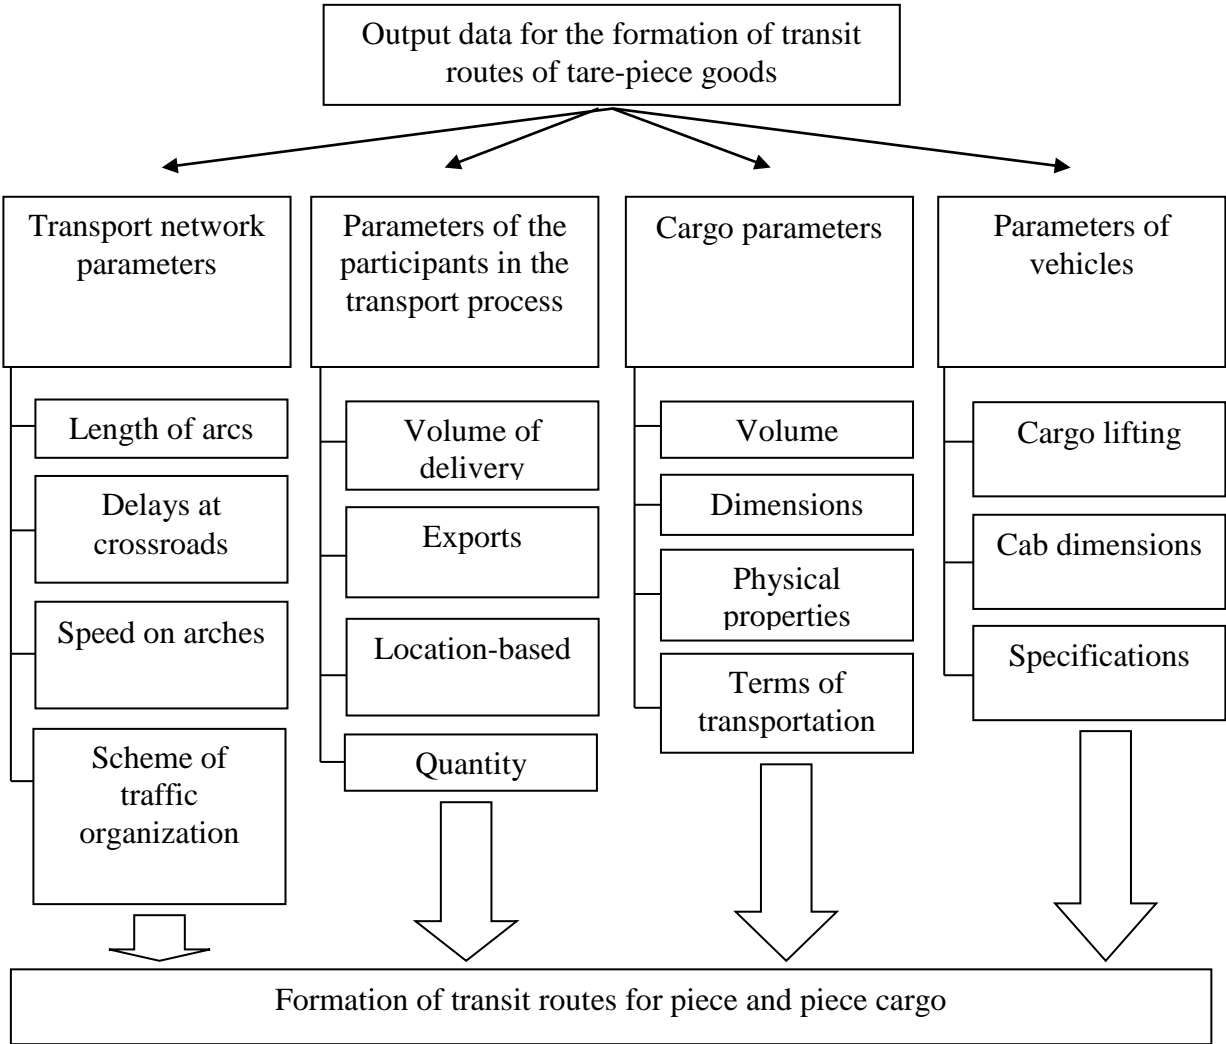 Output data for the formation of transit
routes of tare-piece goods
Transport network
parameters
Parameters of the
participants in the
transport process
Cargo parameters
Parameters of
vehicles
Length of arcs
Delays at
crossroads
Speed on arches
Scheme of
traffic
organization
Volume of
delivery
Exports
Location-based
Quantity
Volume
Dimensions
Physical
properties
Terms of
transportation
Cargo lifting
Cab dimensions
Specifications
Formation of transit routes for piece and piece cargo